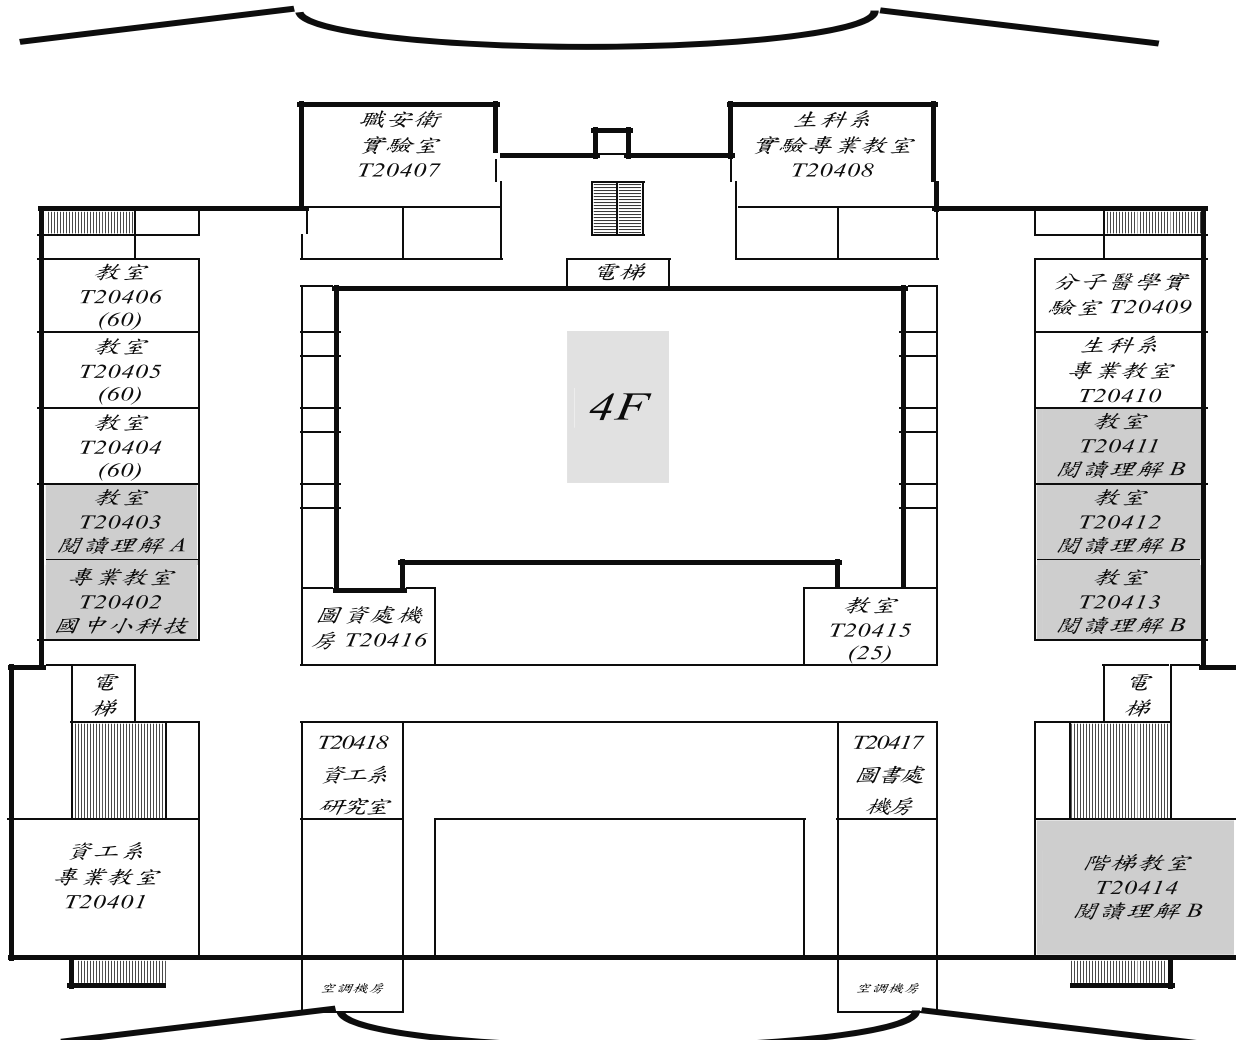 職安衛
實驗室
T20407
生科系
實驗專業教室
T20408
電梯
教室
T20406
(60)
教室
T20405
(60)
教室
T20404
(60)
教室
T20403
閱讀理解 A
專業教室
T20402
國中小科技
4F
分子醫學實
驗室 T20409
生科系
專業教室
T20410
教室
T20411
閱讀理解 B
教室
T20412
閱讀理解 B
教室
T20413
閱讀理解 B
圖資處機
房 T20416
教室
T20415
(25)
電
梯
電
梯
T20418
資工系
研究室
T20417
圖書處
機房
資工系
專業教室
T20401
階梯教室
T20414
閱讀理解 B
空調機房
空調機房